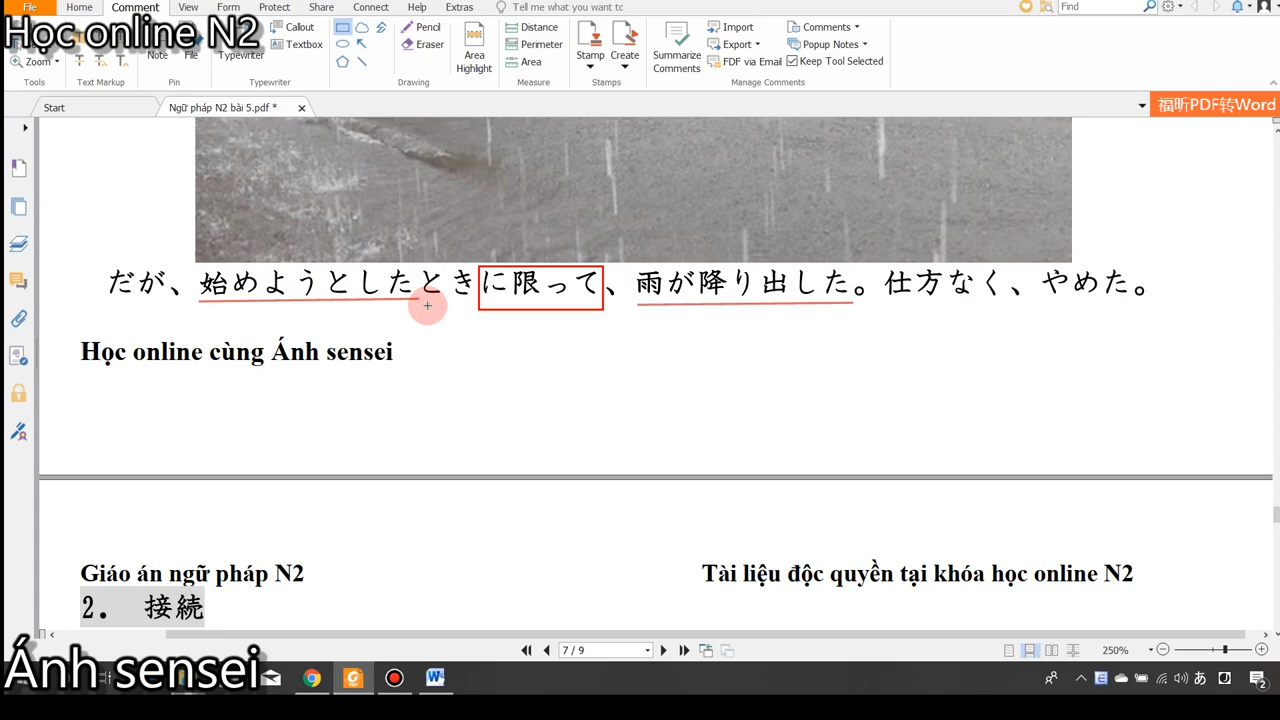 File Home Comment View Form Protect Share Connect Help Extras Tell me what you want to Find
Học online N2
Zoom Note File Typewriter Callout Textbox Pencil Eraser Area Highlight Distance Perimeter Area Stamp Create Summarize Comments Import Export FDF via Email Comments Popup Notes Keep Tool Selected
Tools Text Markup Pin Typewriter Drawing Measure Stamps Manage Comments
Start Ngữ pháp N2 bài 5.pdf * 福昕PDF转Word
だが、始めようとしたときに限って、雨が降り出した。仕方なく、やめた。
Học online cùng Ánh sensei
Giáo án ngữ pháp N2 Tài liệu độc quyền tại khóa học online N2
2. 接続
7 / 9 250%
Ánh sensei
あ 2